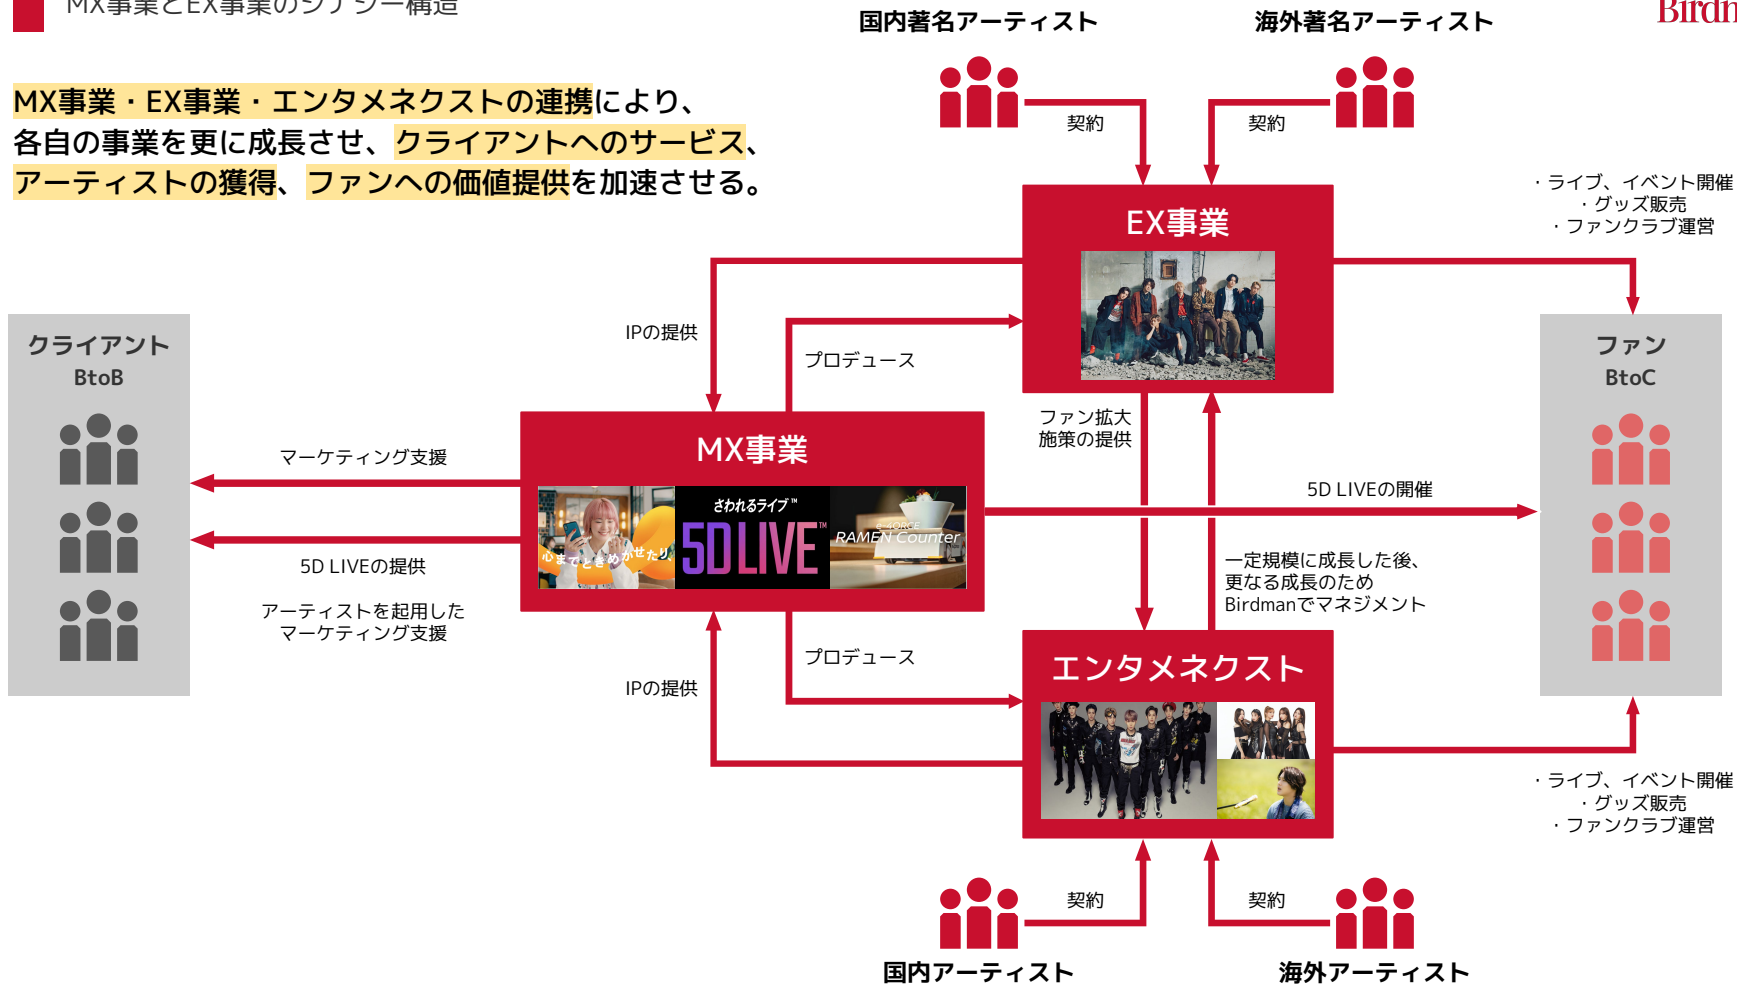 MX事業とEX事業のシナジー構造
国内著名アーティスト
海外著名アーティスト
MX事業・EX事業・エンタメネクストの連携により、
各自の事業を更に成長させ、クライアントへのサービス、
アーティストの獲得、ファンへの価値提供を加速させる。
契約
契約
・ライブ、イベント開催
・グッズ販売
・ファンクラブ運営
EX事業
IPの提供
プロデュース
クライアント
BtoB
ファン
BtoC
ファン拡大
施策の提供
MX事業
マーケティング支援
5D LIVEの提供
アーティストを起用した
マーケティング支援
心までときめかせたり、
さわれるライブ™
5D LIVE™
e-4ORCE
RAMEN Counter
5D LIVEの開催
一定規模に成長した後、
更なる成長のため
Birdmanでマネジメント
プロデュース
IPの提供
エンタメネクスト
・ライブ、イベント開催
・グッズ販売
・ファンクラブ運営
契約
契約
国内アーティスト
海外アーティスト